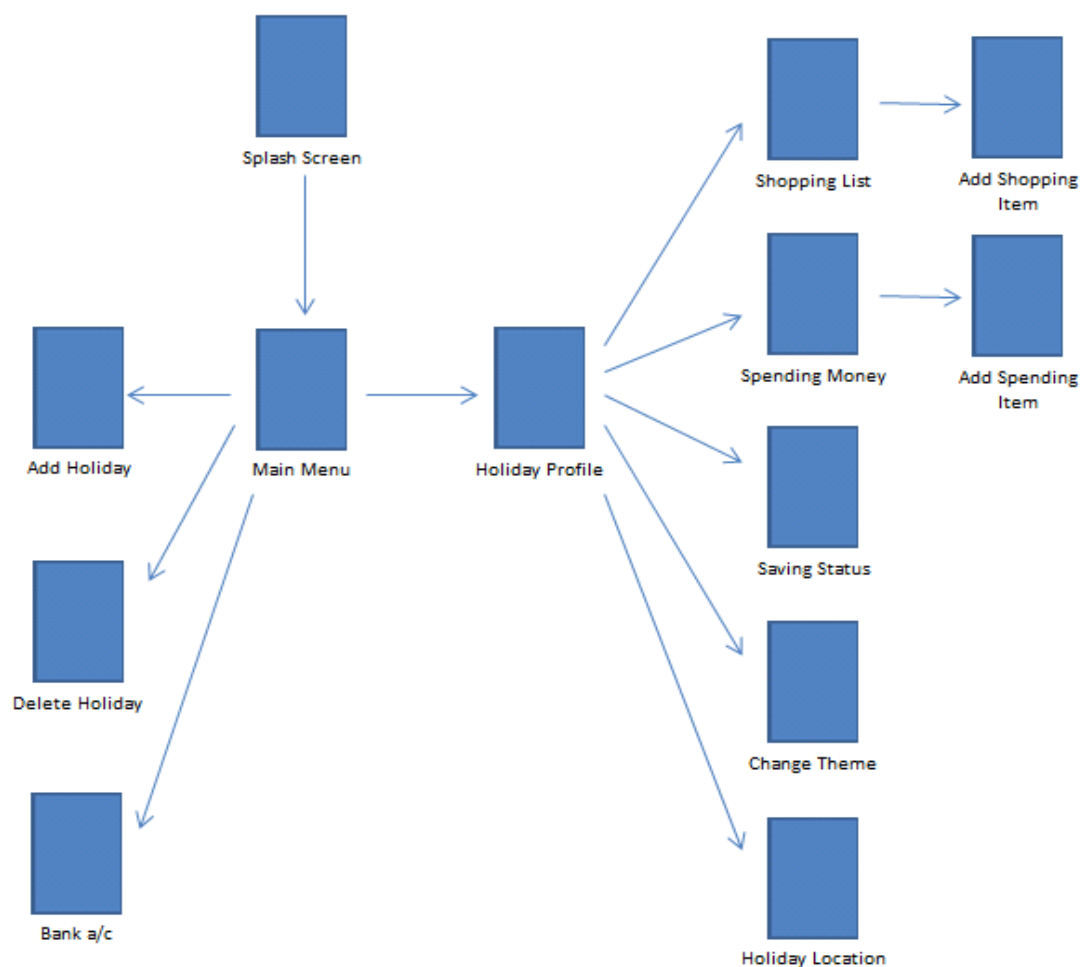 Splash Screen
Shopping List
Add Shopping
Item
Spending Money
Add Spending
Item
Add Holiday
Main Menu
Holiday Profile
Saving Status
Delete Holiday
Change Theme
Bank a/c
Holiday Location